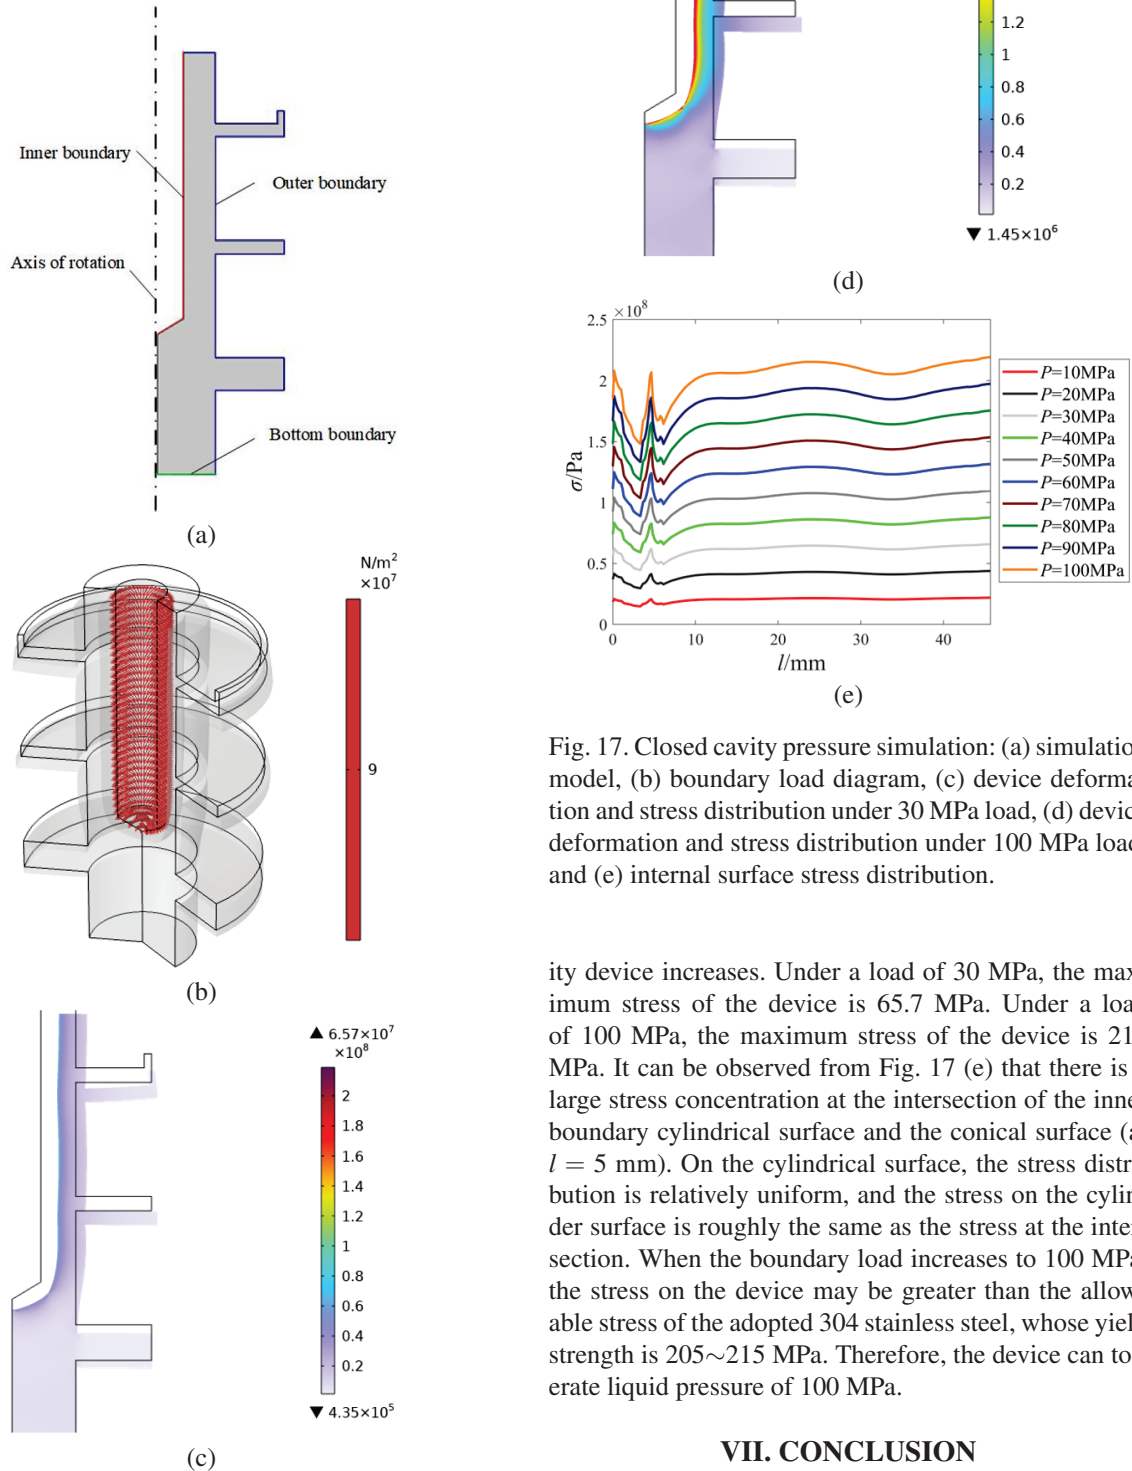 Inner boundary
Outer boundary
Axis of rotation
Bottom boundary
(a)
N/m²
×10⁷
9
(b)
▲ 6.57×10⁷
×10⁸
2
1.8
1.6
1.4
1.2
1
0.8
0.6
0.4
0.2
▼ 4.35×10⁵
(c)
1.2
1
0.8
0.6
0.4
0.2
▼ 1.45×10⁶
(d)
×10⁸
2.5
2
1.5
1
0.5
0
σ/Pa
0 10 20 30 40
l/mm
P=10MPa
P=20MPa
P=30MPa
P=40MPa
P=50MPa
P=60MPa
P=70MPa
P=80MPa
P=90MPa
P=100MPa
(e)
Fig. 17. Closed cavity pressure simulation: (a) simulatio
model, (b) boundary load diagram, (c) device deforma
tion and stress distribution under 30 MPa load, (d) devic
deformation and stress distribution under 100 MPa load
and (e) internal surface stress distribution.
ity device increases. Under a load of 30 MPa, the max
imum stress of the device is 65.7 MPa. Under a loa
of 100 MPa, the maximum stress of the device is 21
MPa. It can be observed from Fig. 17 (e) that there is
large stress concentration at the intersection of the inne
boundary cylindrical surface and the conical surface (a
l = 5 mm). On the cylindrical surface, the stress distr
bution is relatively uniform, and the stress on the cylin
der surface is roughly the same as the stress at the inter
section. When the boundary load increases to 100 MPa
the stress on the device may be greater than the allow
able stress of the adopted 304 stainless steel, whose yiel
strength is 205∼215 MPa. Therefore, the device can to
erate liquid pressure of 100 MPa.
VII. CONCLUSION